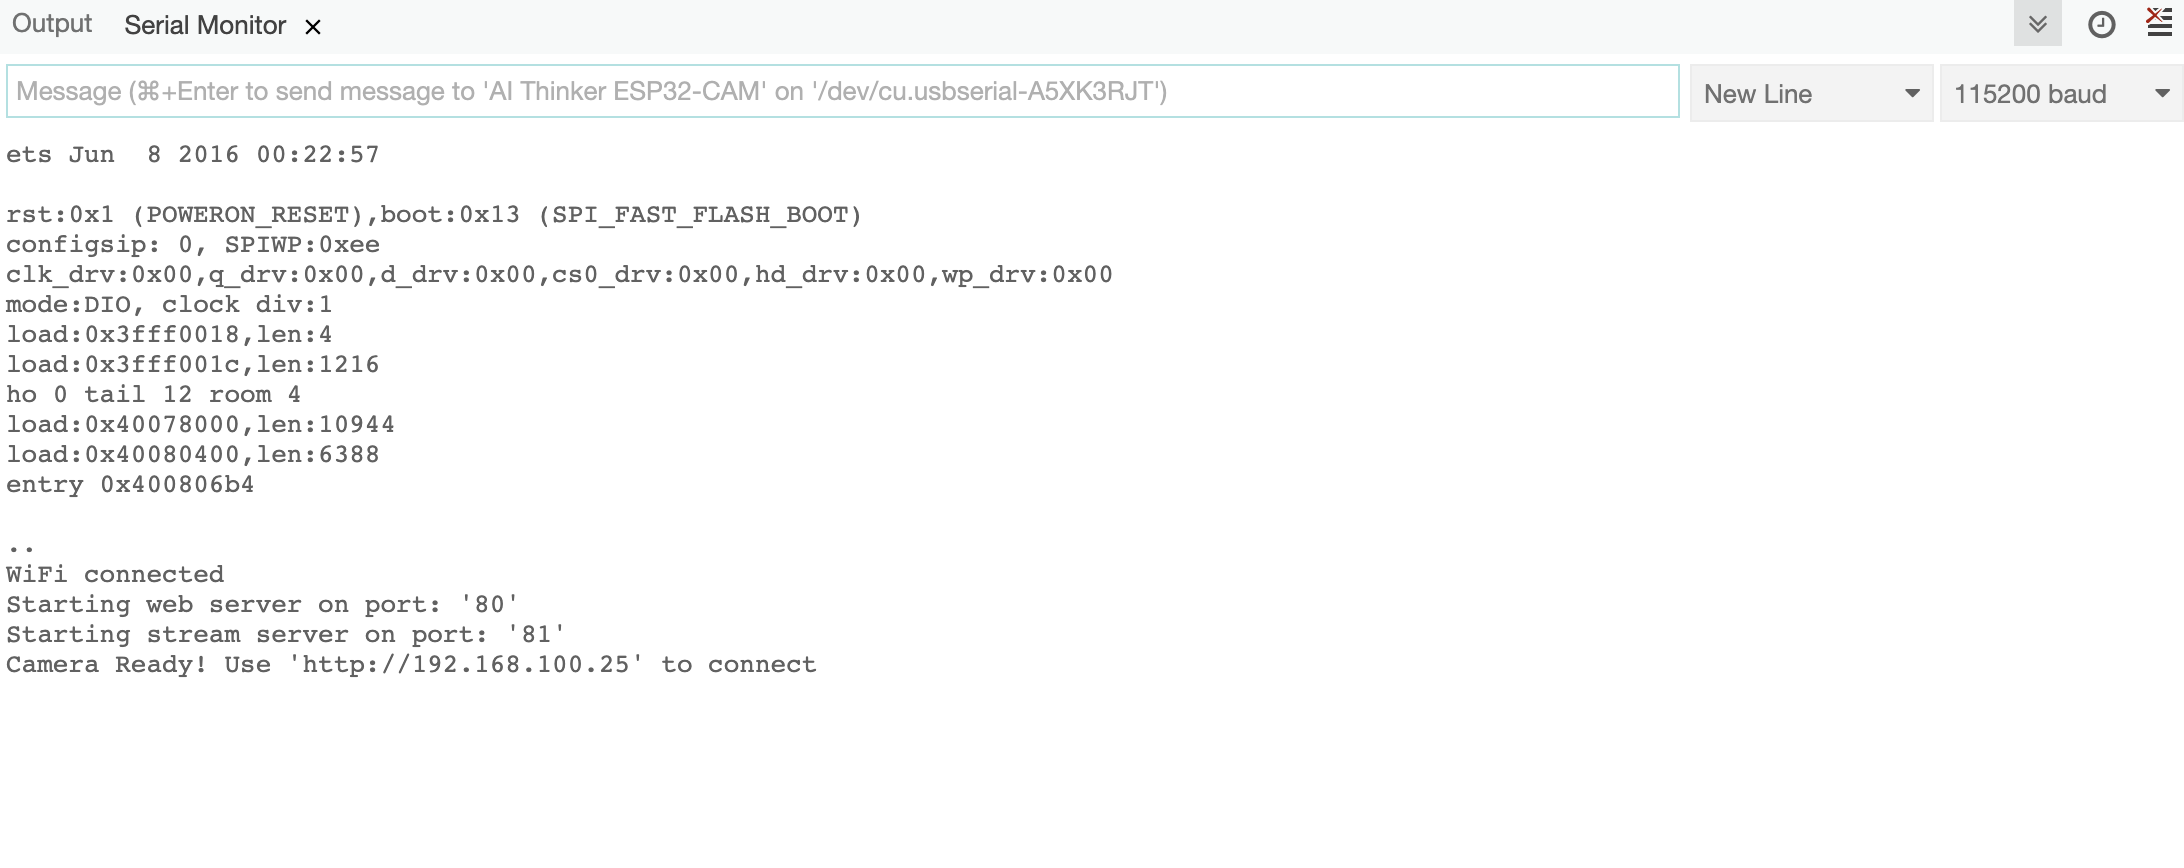 Output Serial Monitor
Message (⌘+Enter to send message to 'AI Thinker ESP32-CAM' on '/dev/cu.usbserial-A5XK3RJT') New Line 115200 baud
ets Jun  8 2016 00:22:57
rst:0x1 (POWERON_RESET),boot:0x13 (SPI_FAST_FLASH_BOOT)
configsip: 0, SPIWP:0xee
clk_drv:0x00,q_drv:0x00,d_drv:0x00,cs0_drv:0x00,hd_drv:0x00,wp_drv:0x00
mode:DIO, clock div:1
load:0x3fff0018,len:4
load:0x3fff001c,len:1216
ho 0 tail 12 room 4
load:0x40078000,len:10944
load:0x40080400,len:6388
entry 0x400806b4
..
WiFi connected
Starting web server on port: '80'
Starting stream server on port: '81'
Camera Ready! Use 'http://192.168.100.25' to connect